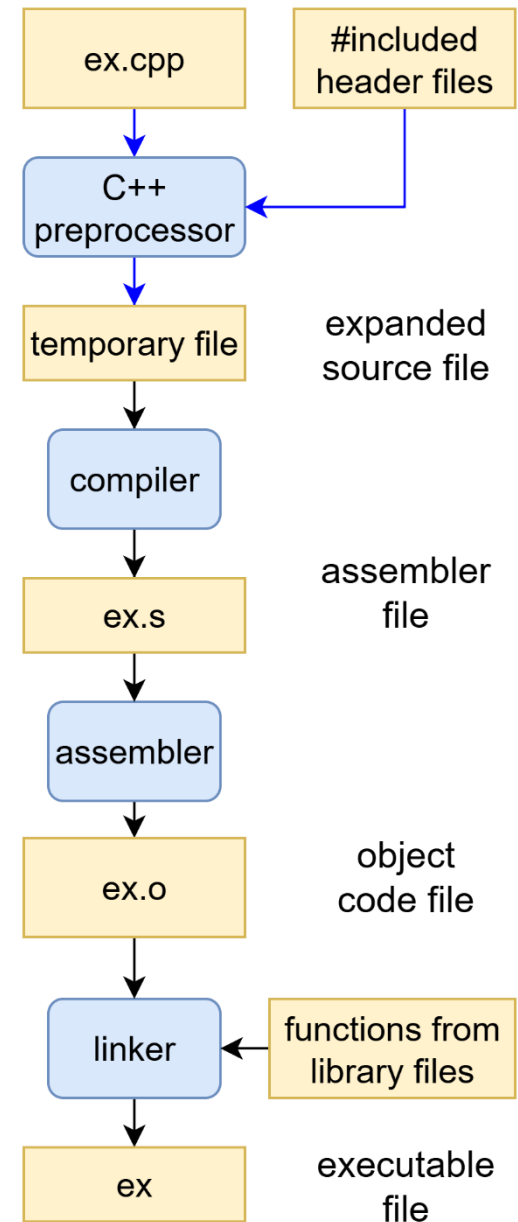 ex.cpp
#included
header files
C++
preprocessor
temporary file
expanded
source file
compiler
ex.s
assembler
file
assembler
ex.o
object
code file
linker
functions from
library files
ex
executable
file